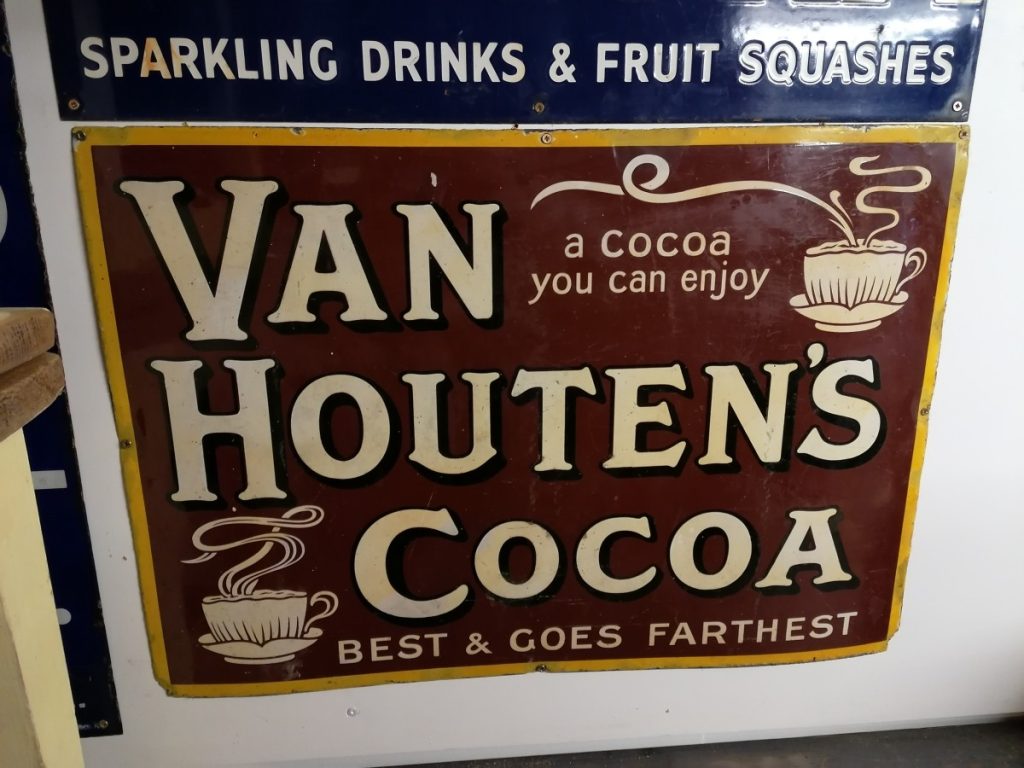 SPARKLING DRINKS & FRUIT SQUASHES
VAN
a cocoa
you can enjoy
HOUTEN'S
COCOA
BEST & GOES FARTHEST